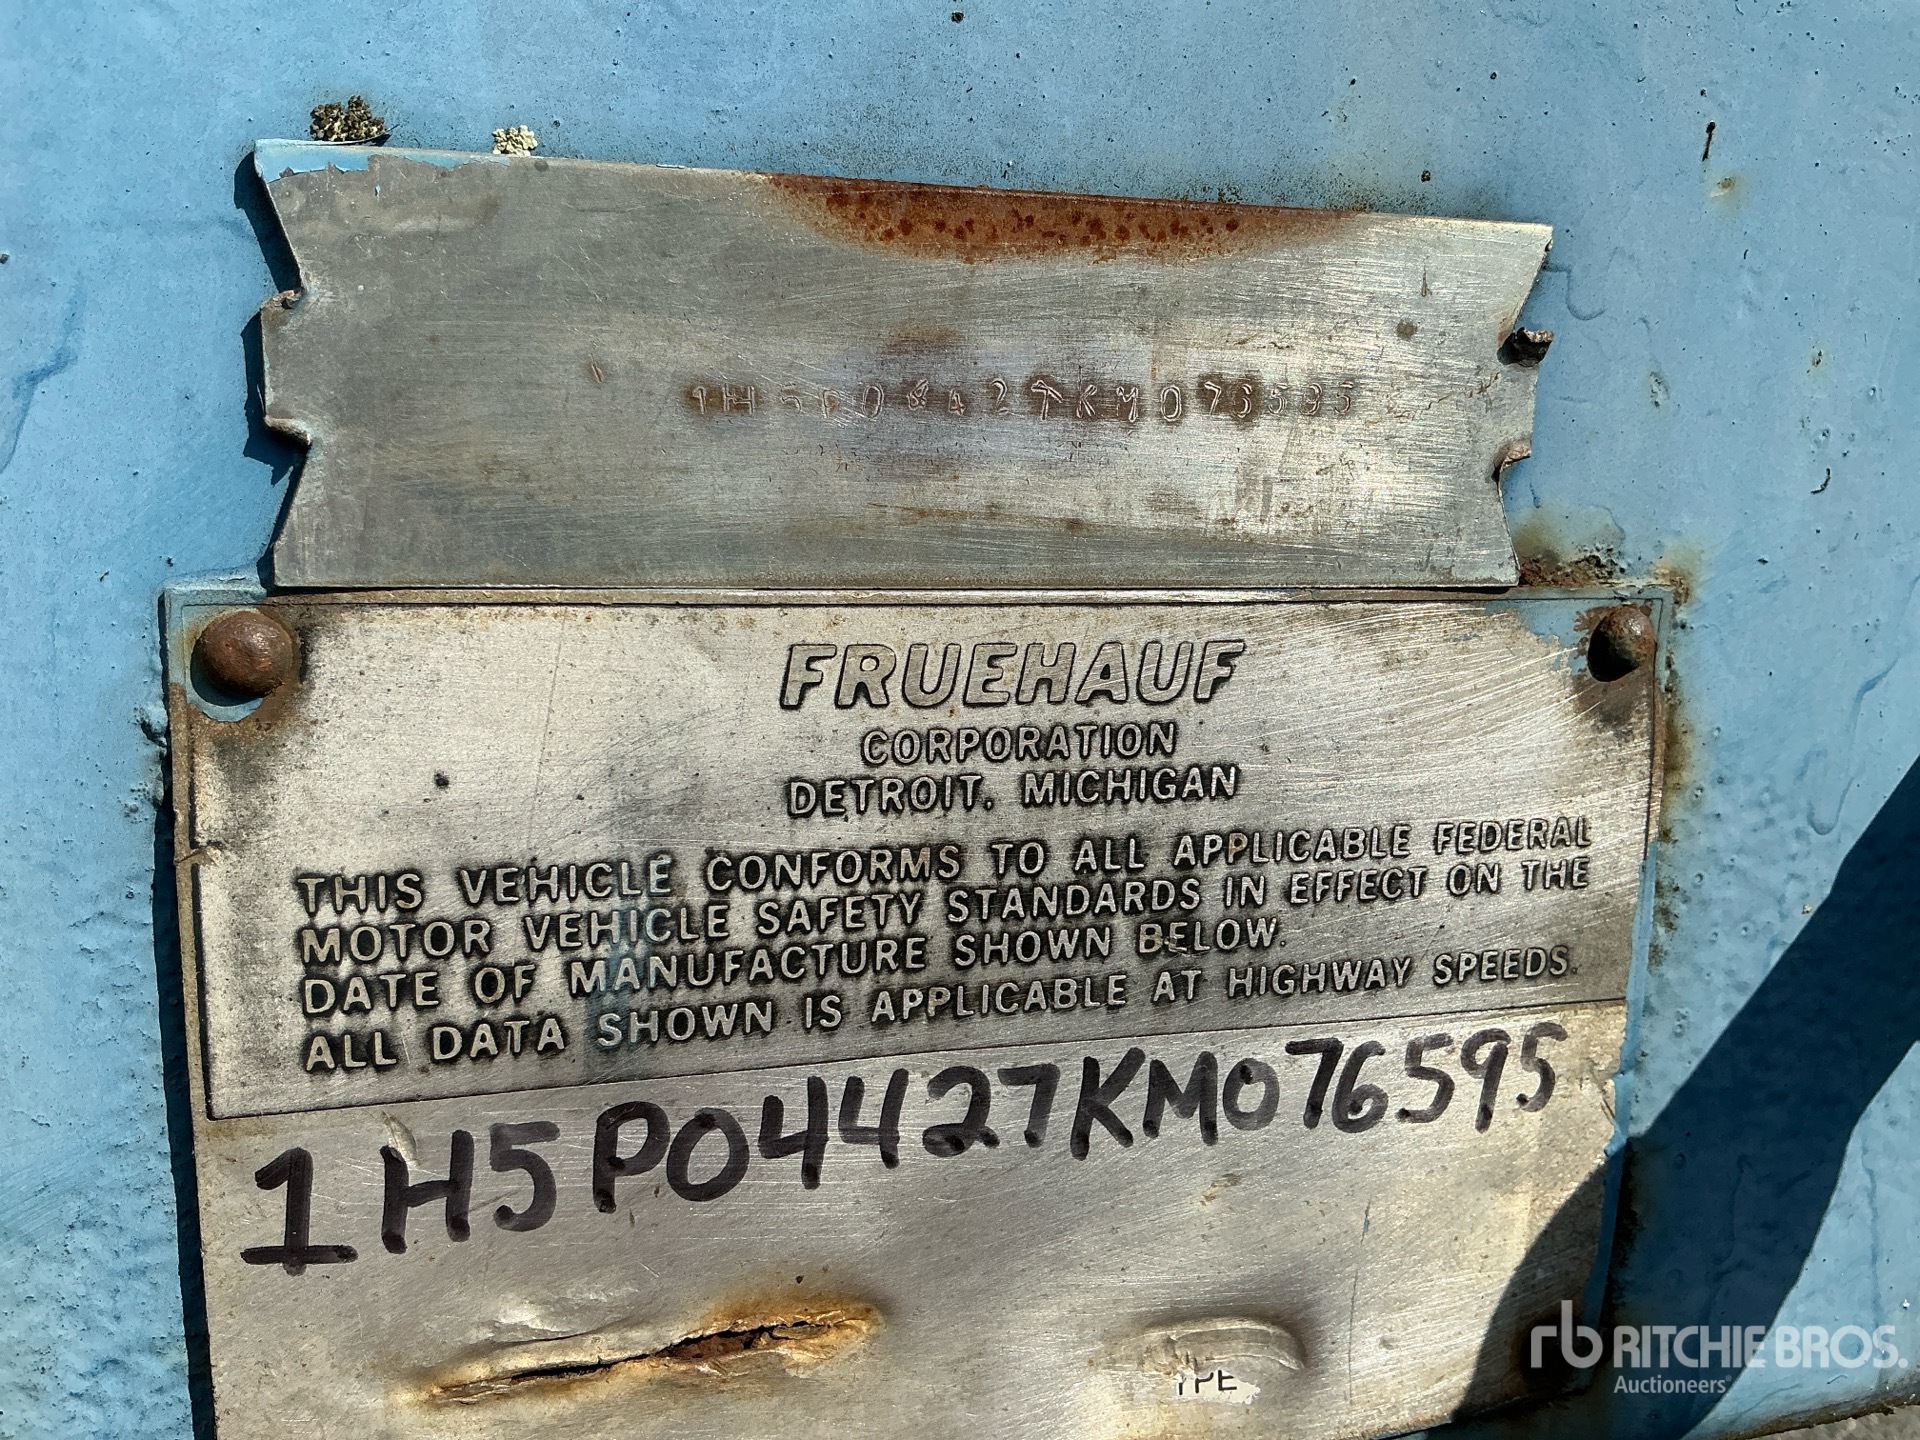 1H5P04427KM076595
FRUEHAUF
CORPORATION
DETROIT, MICHIGAN
THIS VEHICLE CONFORMS TO ALL APPLICABLE FEDERAL
MOTOR VEHICLE SAFETY STANDARDS IN EFFECT ON THE
DATE OF MANUFACTURE SHOWN BELOW.
ALL DATA SHOWN IS APPLICABLE AT HIGHWAY SPEEDS.
1H5P04427KM076595
rb RITCHIE BROS.
Auctioneers